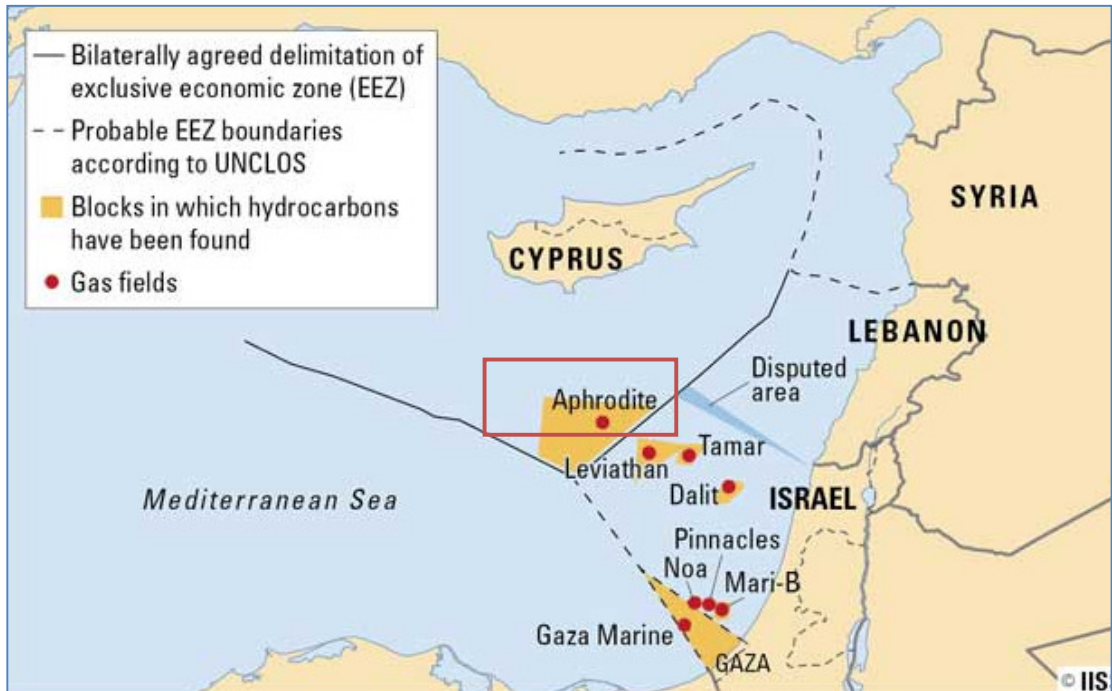 Bilaterally agreed delimitation of
exclusive economic zone (EEZ)
Probable EEZ boundaries
according to UNCLOS
Blocks in which hydrocarbons
have been found
Gas fields
SYRIA
CYPRUS
LEBANON
Disputed
area
Aphrodite
Tamar
Leviathan
Dalit
ISRAEL
Mediterranean Sea
Pinnacles
Noa
Mari-B
Gaza Marine
GAZA
© IIS